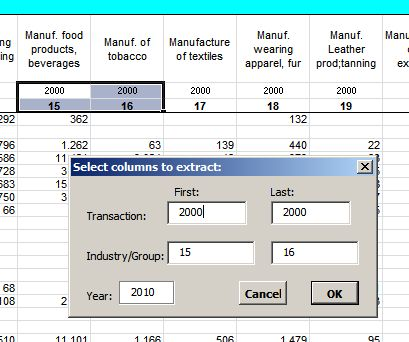 ng Manuf. food Manuf. of Manufacture Manuf. Manuf. Manu
ing products, tobacco of textiles wearing Leather
beverages apparel, fur prod;tanning ex
2000 2000 2000 2000 2000
15 16 17 18 19
292 362 132
796 1.262 63 139 440 22
586
728 3
683 15
750 3
66
Select columns to extract:
First: Last:
Transaction: 2000 2000
Industry/Group: 15 16
Year: 2010 Cancel OK
68
108 2
510 11.101 1.166 506 1.479 95